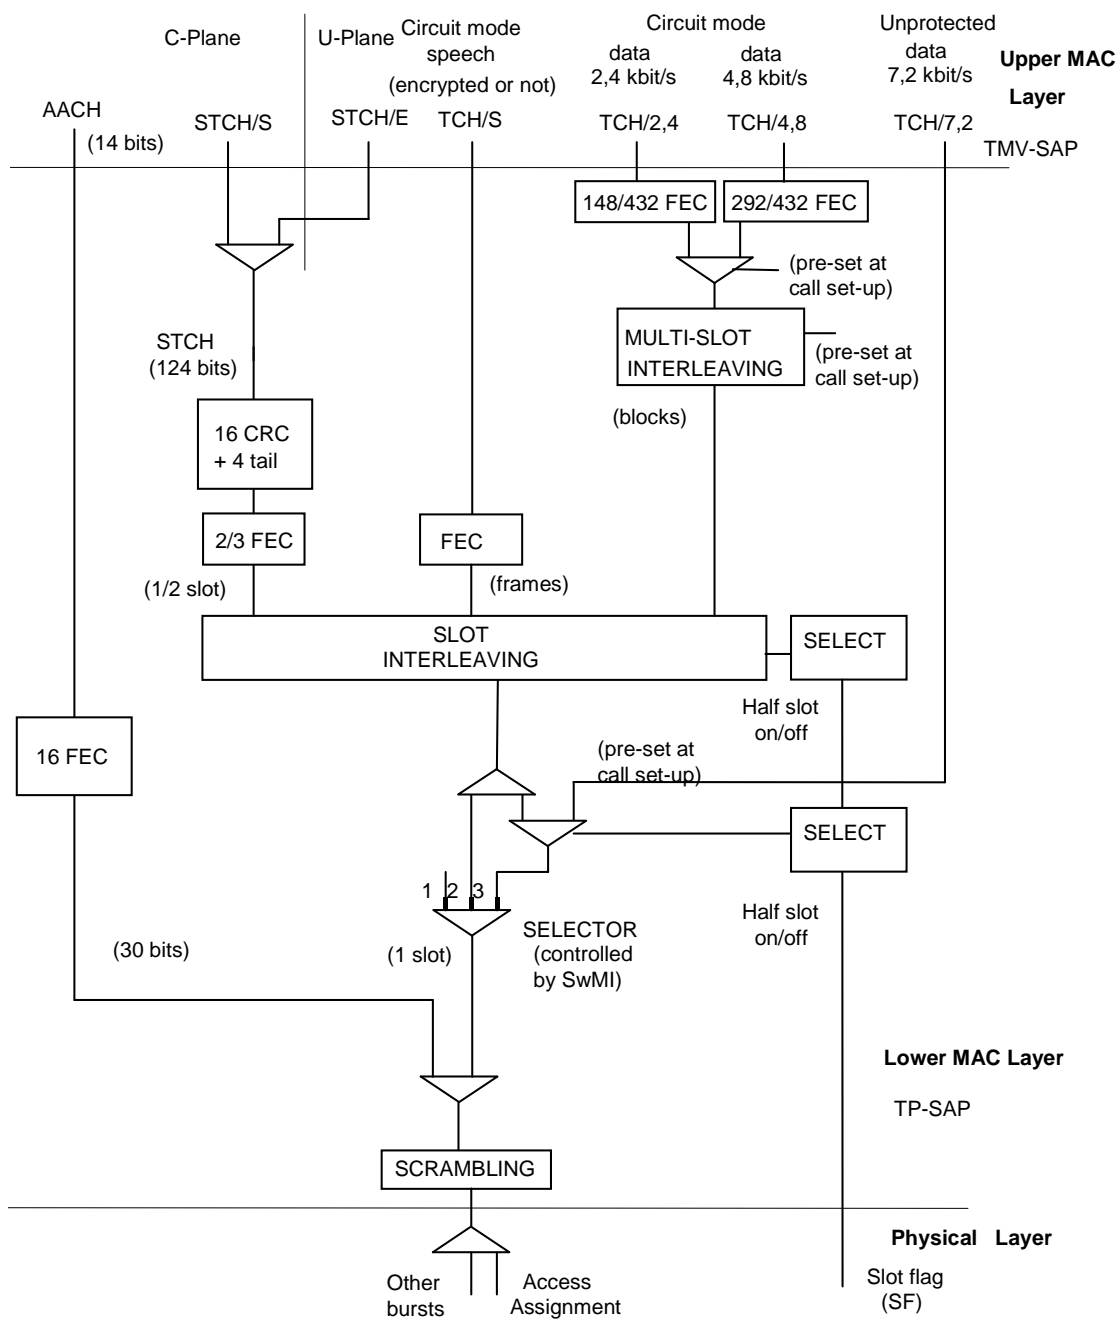 C-Plane
U-Plane
Circuit mode
speech
(encrypted or not)
Circuit mode
data
2,4 kbit/s
data
4,8 kbit/s
Unprotected
data
7,2 kbit/s
Upper MAC
Layer
AACH
(14 bits)
STCH/S
STCH/E
TCH/S
TCH/2,4
TCH/4,8
TCH/7,2
TMV-SAP
148/432 FEC
292/432 FEC
(pre-set at
call set-up)
STCH
(124 bits)
MULTI-SLOT
INTERLEAVING
(pre-set at
call set-up)
(blocks)
16 CRC
+ 4 tail
2/3 FEC
FEC
(1/2 slot)
(frames)
SLOT
INTERLEAVING
SELECT
Half slot
on/off
16 FEC
(pre-set at
call set-up)
SELECT
1 2 3
Half slot
on/off
SELECTOR
(controlled
by SwMI)
(30 bits)
(1 slot)
Lower MAC Layer
TP-SAP
SCRAMBLING
Physical Layer
Other
bursts
Access
Assignment
Slot flag
(SF)